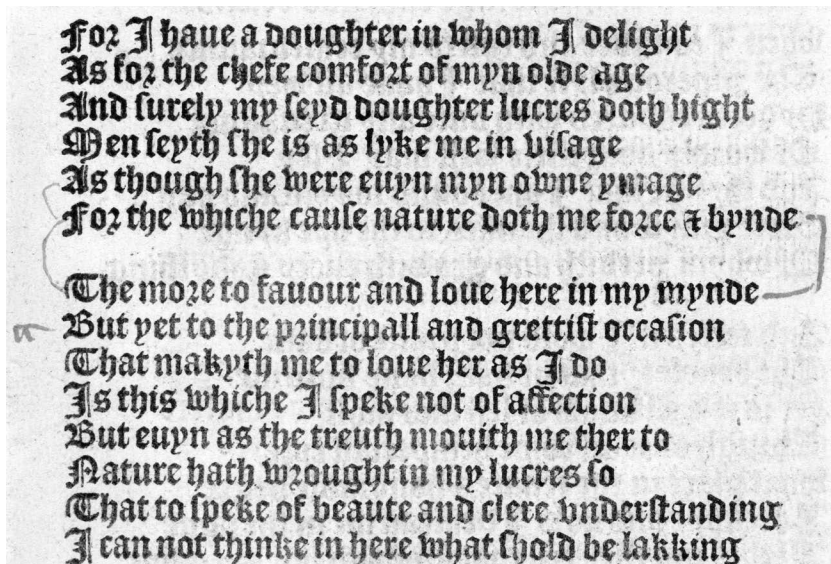 For I haue a doughter in whom I delight
As for the chefe comfort of myn olde age
And ſurely my ſeyd doughter lucres doth hight
Men ſeyth ſhe is as lyke me in viſage
As though ſhe were euyn myn owne ymage
For the whiche cauſe nature doth me force ⁊ bynde
The more to fauour and loue here in my mynde
But yet to the principall and grettiſt occaſion
That makyth me to loue her as I do
Is this whiche I ſpeke not of affection
But euyn as the treuth mouith me ther to
Nature hath wrought in my lucres ſo
That to ſpeke of beaute and clere vnderſtanding
I can not thinke in here what ſhold be lakking